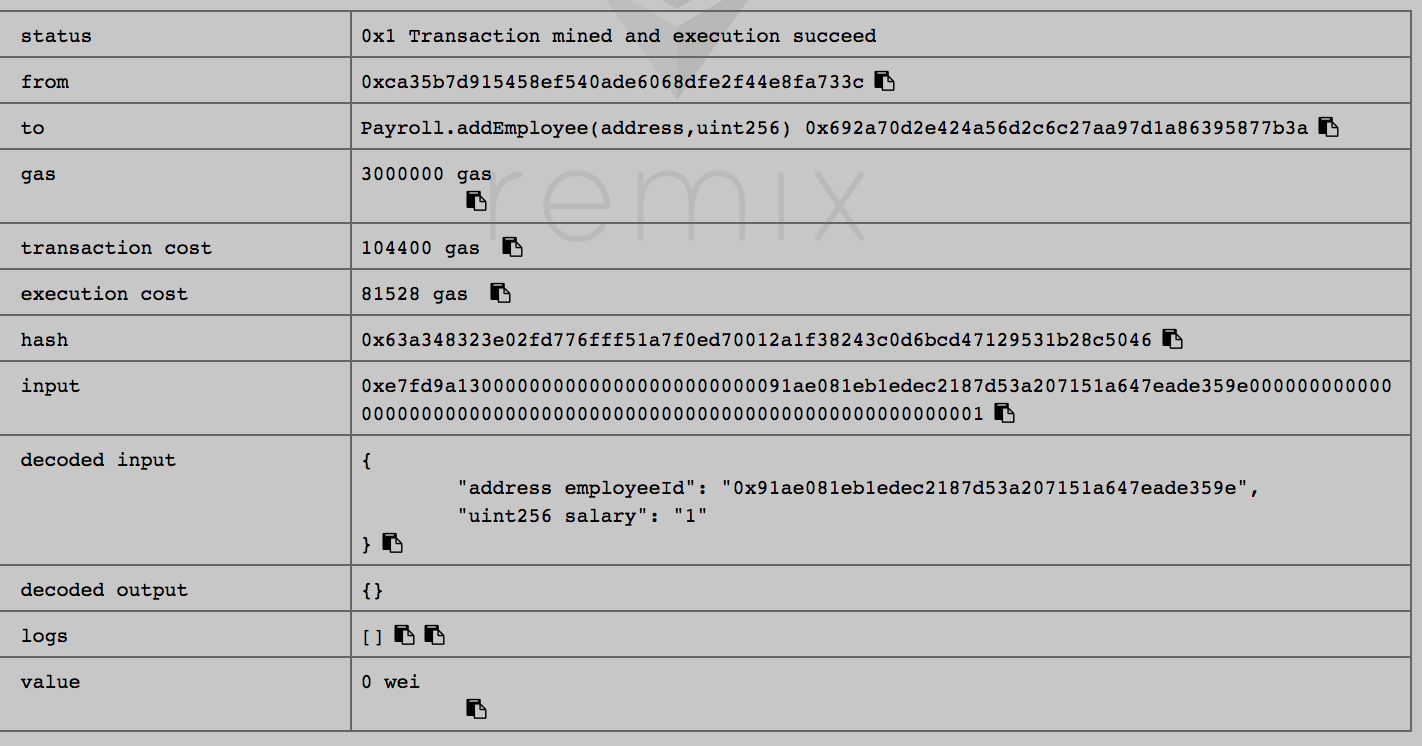 status 0x1 Transaction mined and execution succeed
from 0xca35b7d915458ef540ade6068dfe2f44e8fa733c
to Payroll.addEmployee(address,uint256) 0x692a70d2e424a56d2c6c27aa97d1a86395877b3a
gas 3000000 gas
remix
transaction cost 104400 gas
execution cost 81528 gas
hash 0x63a348323e02fd776fff51a7f0ed70012a1f38243c0d6bcd47129531b28c5046
input 0xe7fd9a1300000000000000000000000091ae081eb1edec2187d53a207151a647eade359e000000000000
0000000000000000000000000000000000000000000000000001
decoded input {
"address employeeId": "0x91ae081eb1edec2187d53a207151a647eade359e",
"uint256 salary": "1"
}
decoded output {}
logs []
value 0 wei